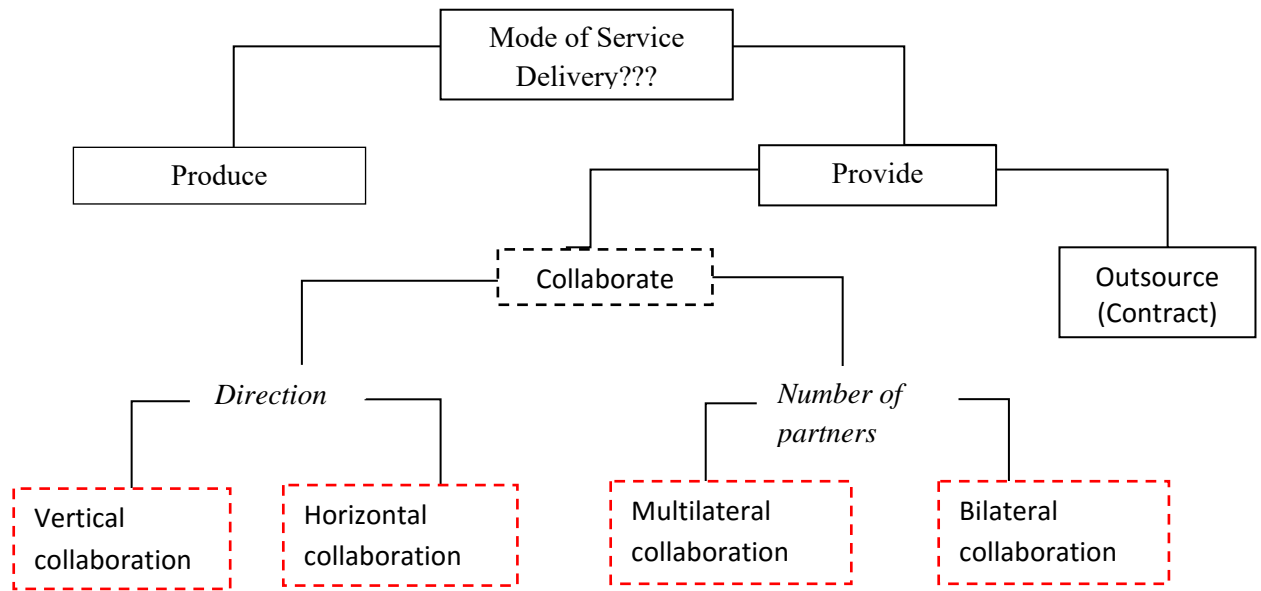 Mode of Service
Delivery???
Produce
Provide
Collaborate
Outsource
(Contract)
Direction
Number of
partners
Vertical
collaboration
Horizontal
collaboration
Multilateral
collaboration
Bilateral
collaboration